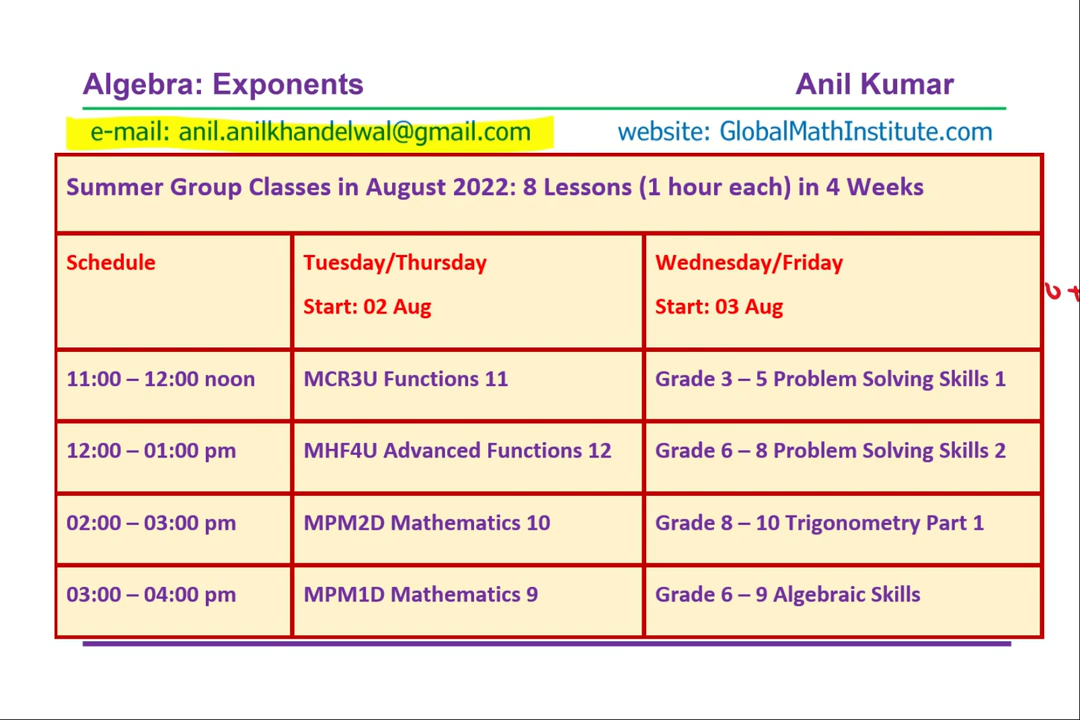 Algebra: Exponents Anil Kumar
e-mail: anil.anilkhandelwal@gmail.com website: GlobalMathInstitute.com
Summer Group Classes in August 2022: 8 Lessons (1 hour each) in 4 Weeks
Schedule Tuesday/Thursday Wednesday/Friday
Start: 02 Aug Start: 03 Aug
11:00 – 12:00 noon MCR3U Functions 11 Grade 3 – 5 Problem Solving Skills 1
12:00 – 01:00 pm MHF4U Advanced Functions 12 Grade 6 – 8 Problem Solving Skills 2
02:00 – 03:00 pm MPM2D Mathematics 10 Grade 8 – 10 Trigonometry Part 1
03:00 – 04:00 pm MPM1D Mathematics 9 Grade 6 – 9 Algebraic Skills